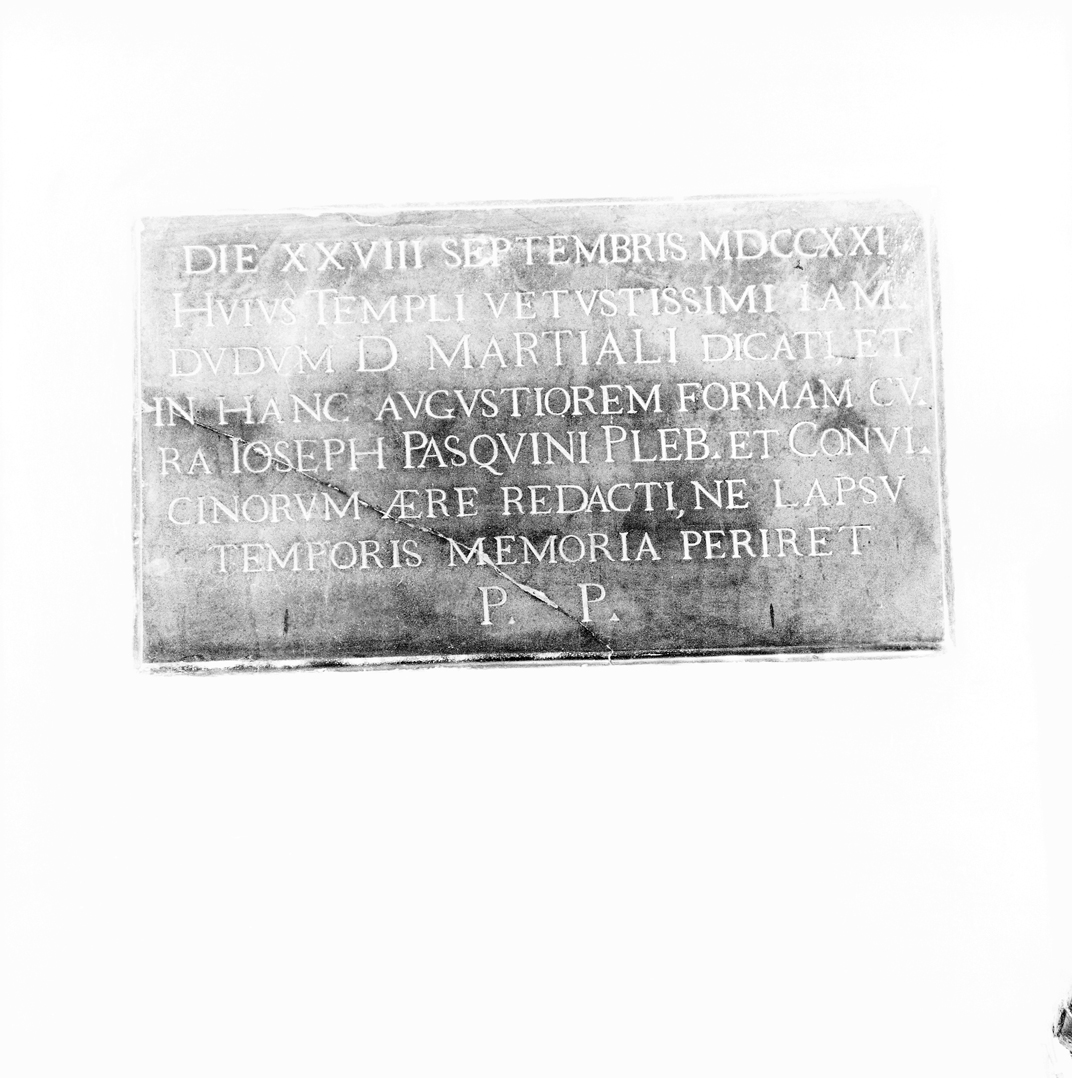 DIE XXVIII SEPTEMBRIS MDCCXXI
HVIVS TEMPLI VETVSTISSIMI IAM.
DVDVM D MARTIALI DICATI, ET
IN HANC AVGVSTIOREM FORMAM CV.
RA IOSEPH PASQVINI PLEB. ET CONVI.
CINORVM ÆRE REDACTI, NE LAPSV
TEMPORIS MEMORIA PERIRET
P. P.